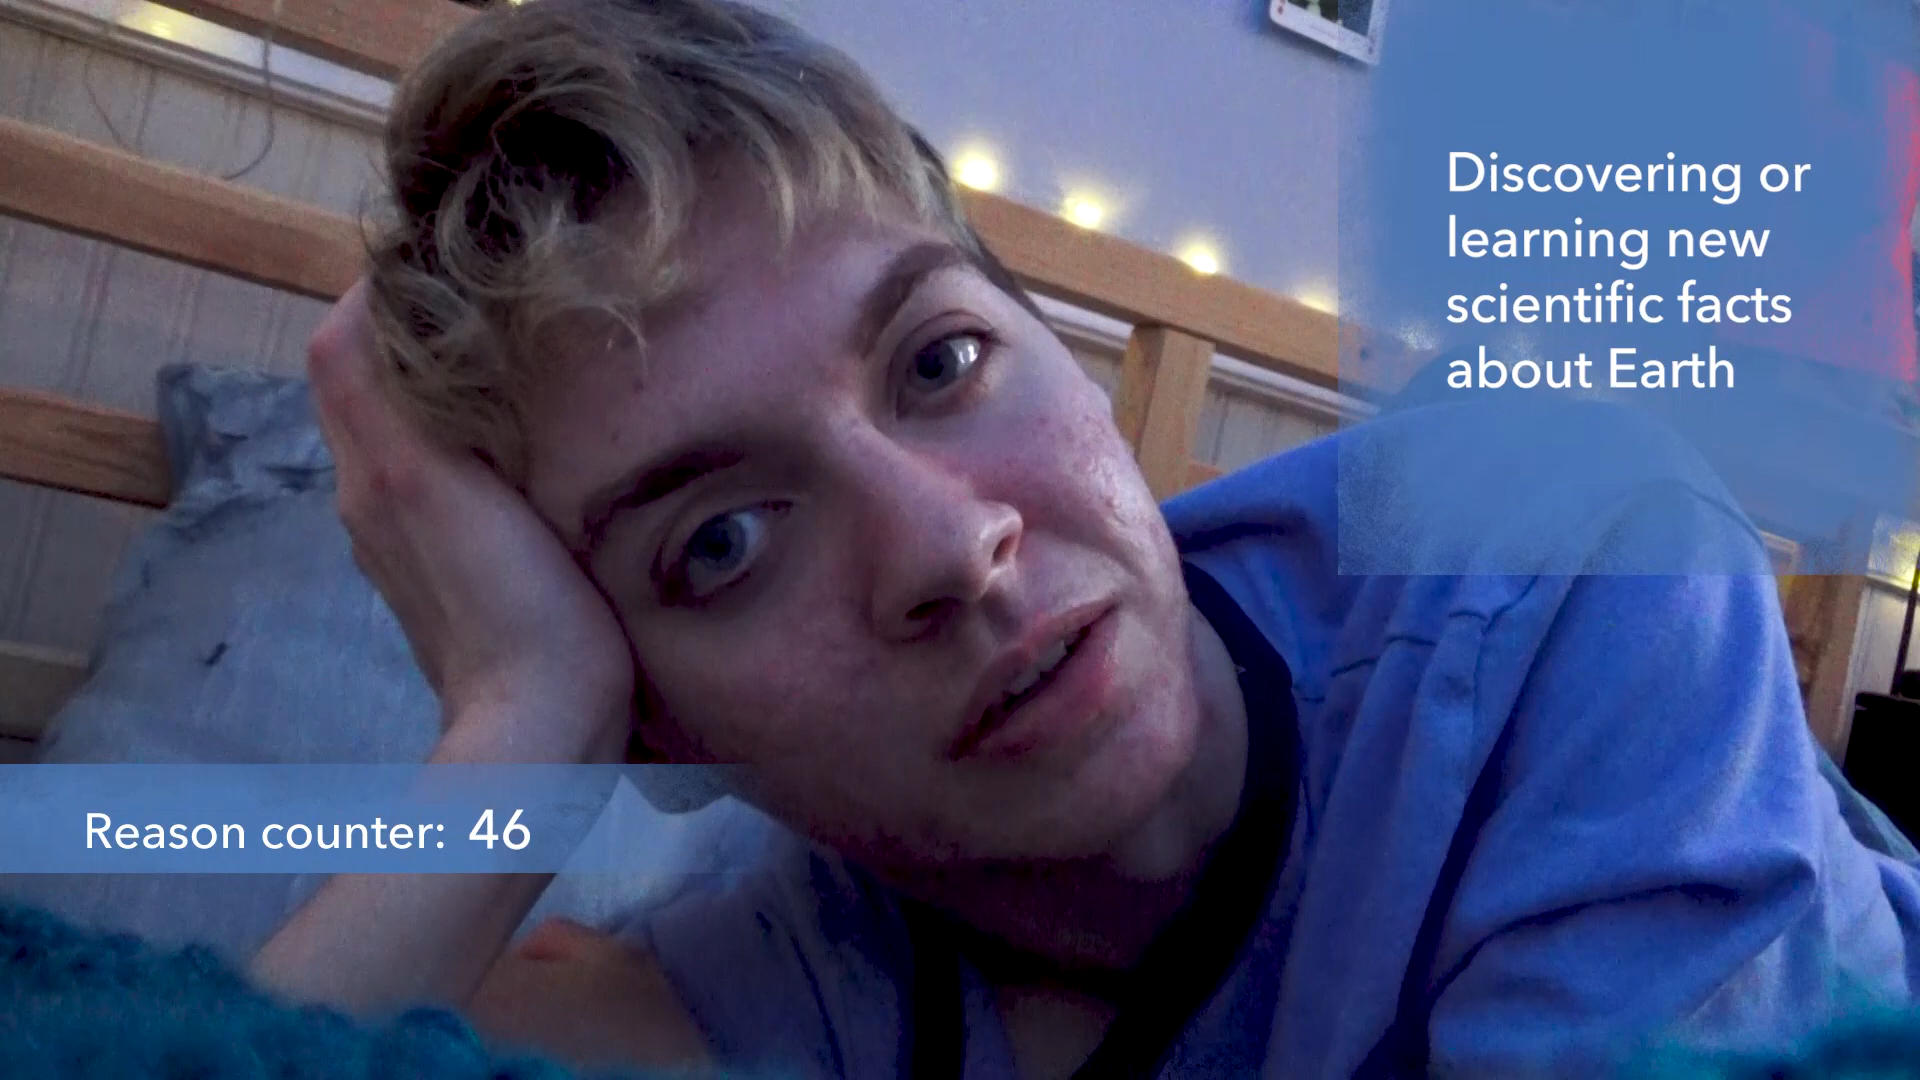 Discovering or
learning new
scientific facts
about Earth
Reason counter: 46